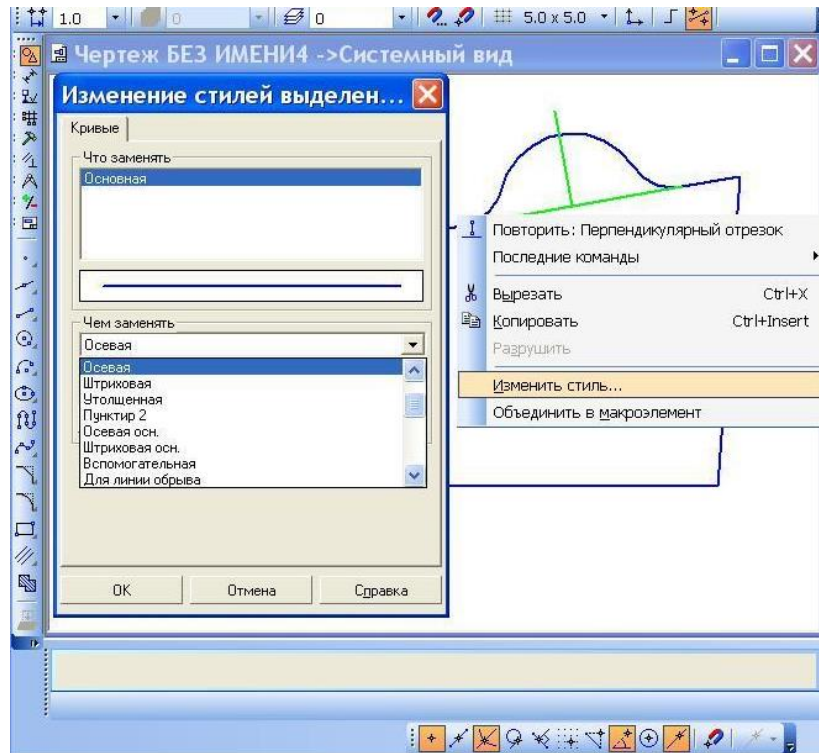 1.0 0 0 5.0 x 5.0
Чертеж БЕЗ ИМЕНИ4 ->Системный вид
Изменение стилей выделен...
Кривые
Что заменять
Основная
Чем заменять
Осевая
Осевая
Штриховая
Утолщенная
Пунктир 2
Осевая осн.
Штриховая осн.
Вспомогательная
Для линии обрыва
OK Отмена Справка
Повторить: Перпендикулярный отрезок
Последние команды
Вырезать Ctrl+X
Копировать Ctrl+Insert
Разрушить
Изменить стиль...
Объединить в макроэлемент